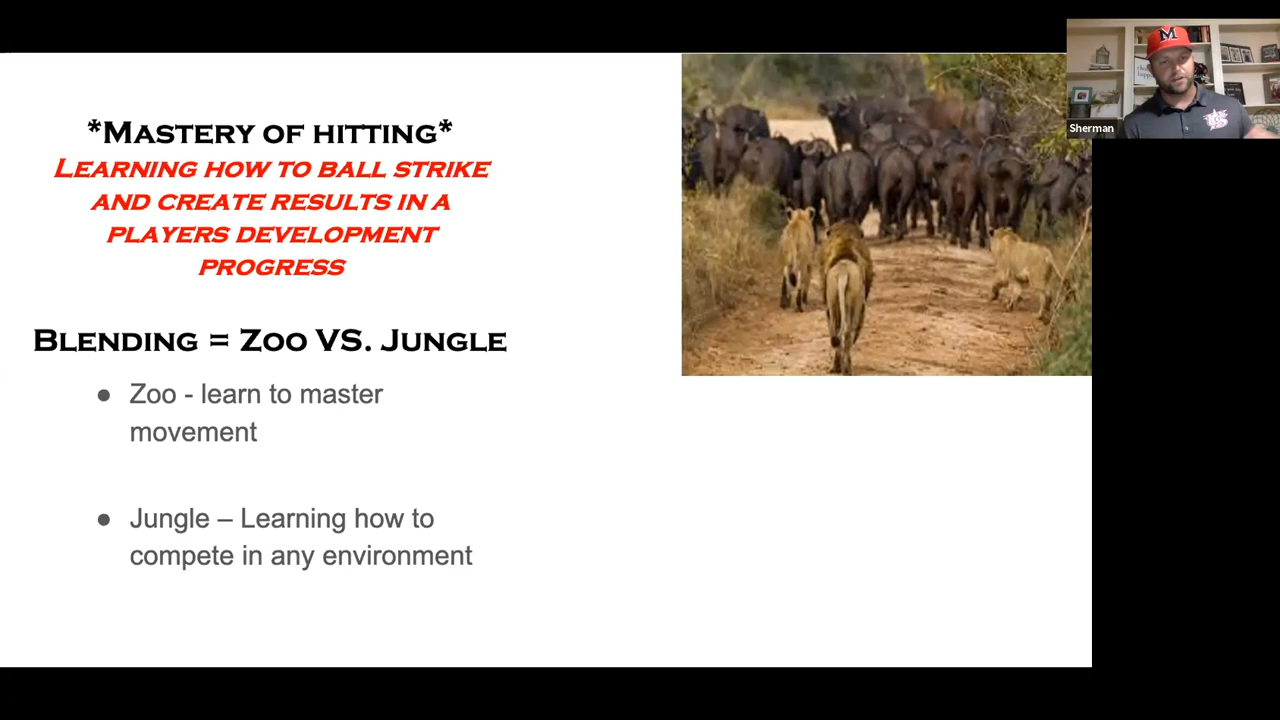 *MASTERY OF HITTING*
LEARNING HOW TO BALL STRIKE
AND CREATE RESULTS IN A
PLAYERS DEVELOPMENT
PROGRESS
BLENDING = ZOO VS. JUNGLE
● Zoo - learn to master
movement
● Jungle – Learning how to
compete in any environment
M
Sherman